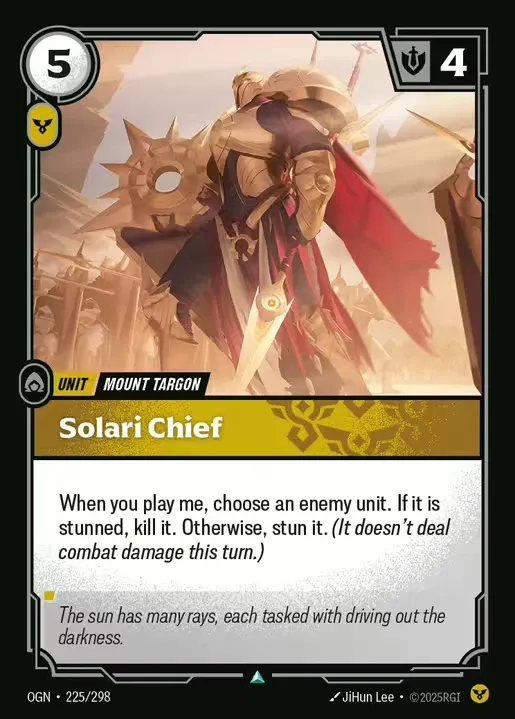 5
4
UNIT MOUNT TARGON
Solari Chief
When you play me, choose an enemy unit. If it is
stunned, kill it. Otherwise, stun it. (It doesn't deal
combat damage this turn.)
The sun has many rays, each tasked with driving out the
darkness.
OGN • 225/298 JiHun Lee • ©2025RGI